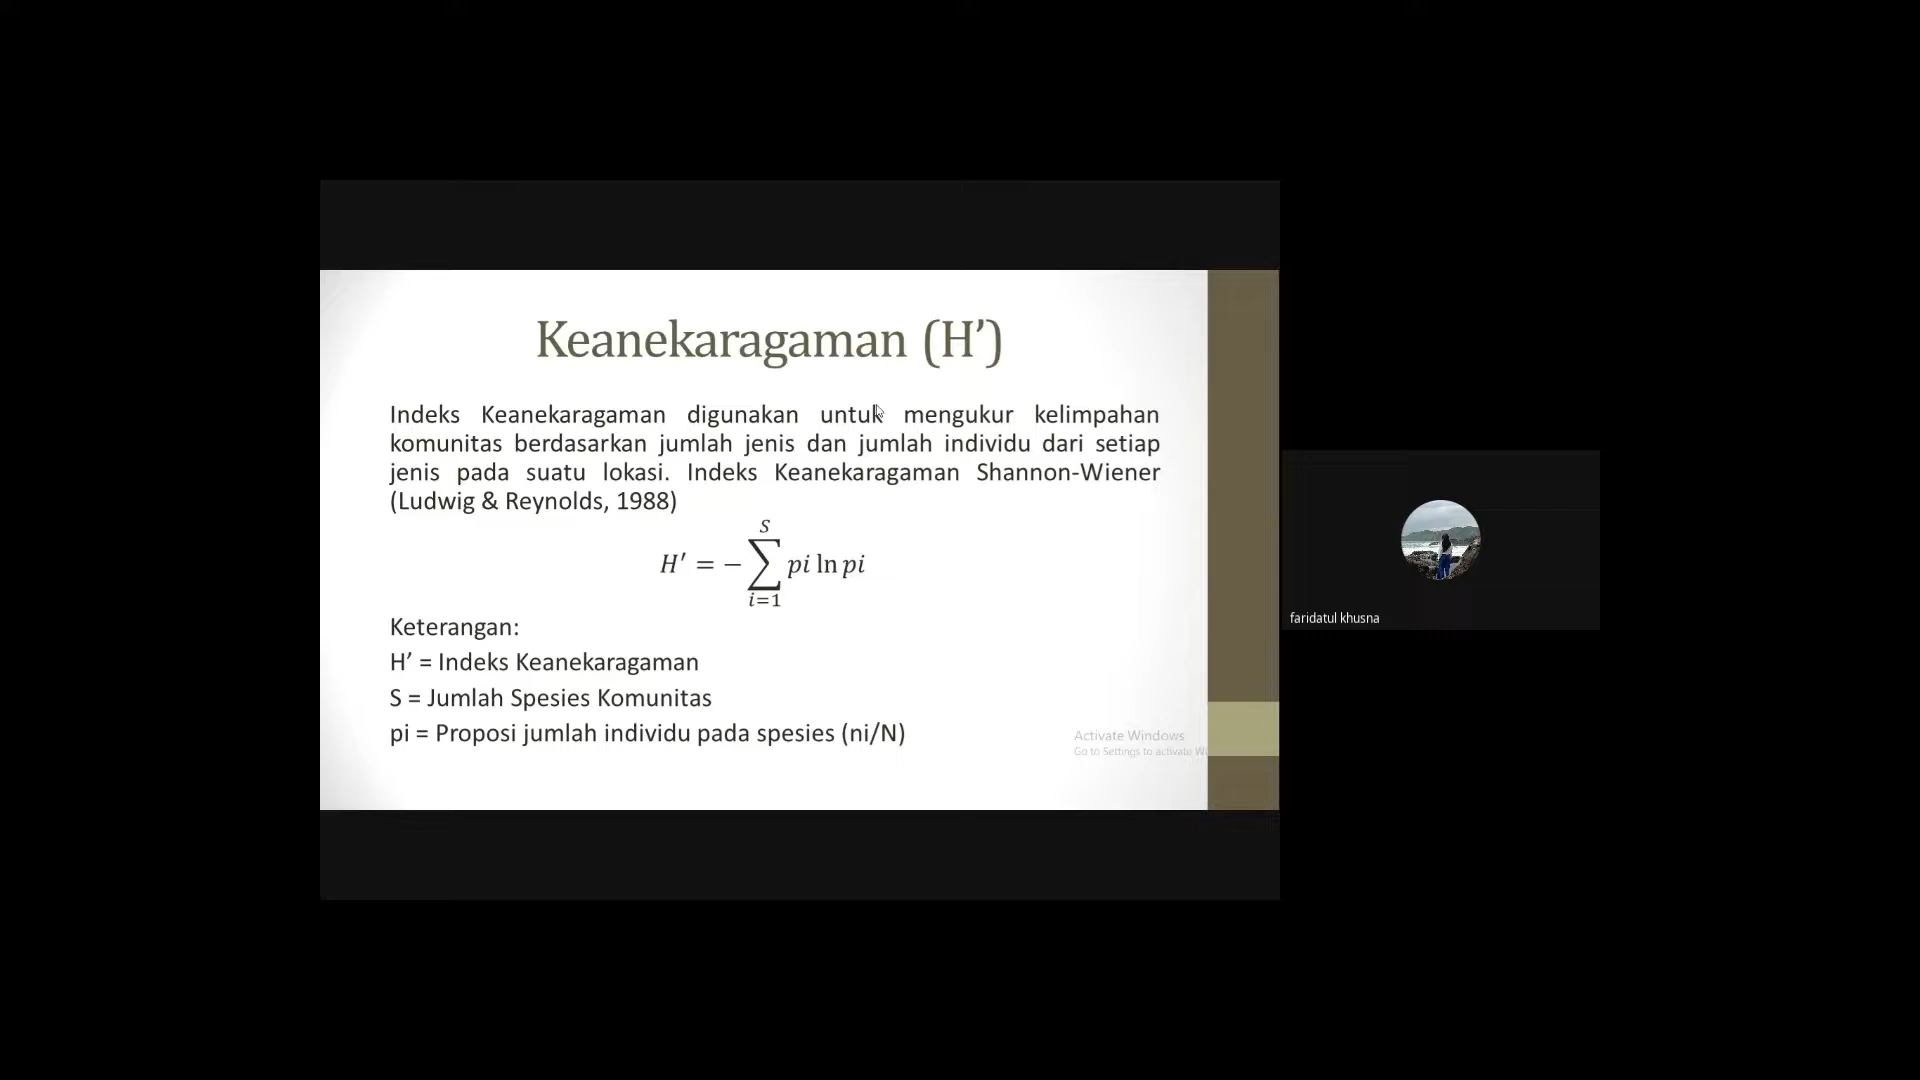 Keanekaragaman (H’)
Indeks Keanekaragaman digunakan untuk mengukur kelimpahan
komunitas berdasarkan jumlah jenis dan jumlah individu dari setiap
jenis pada suatu lokasi. Indeks Keanekaragaman Shannon-Wiener
(Ludwig & Reynolds, 1988)
H′ = − ∑_{i=1}^{S} pi ln pi
Keterangan:
H’ = Indeks Keanekaragaman
S = Jumlah Spesies Komunitas
pi = Proposi jumlah individu pada spesies (ni/N)
Activate Windows
Go to Settings to activate Wi
faridatul khusna